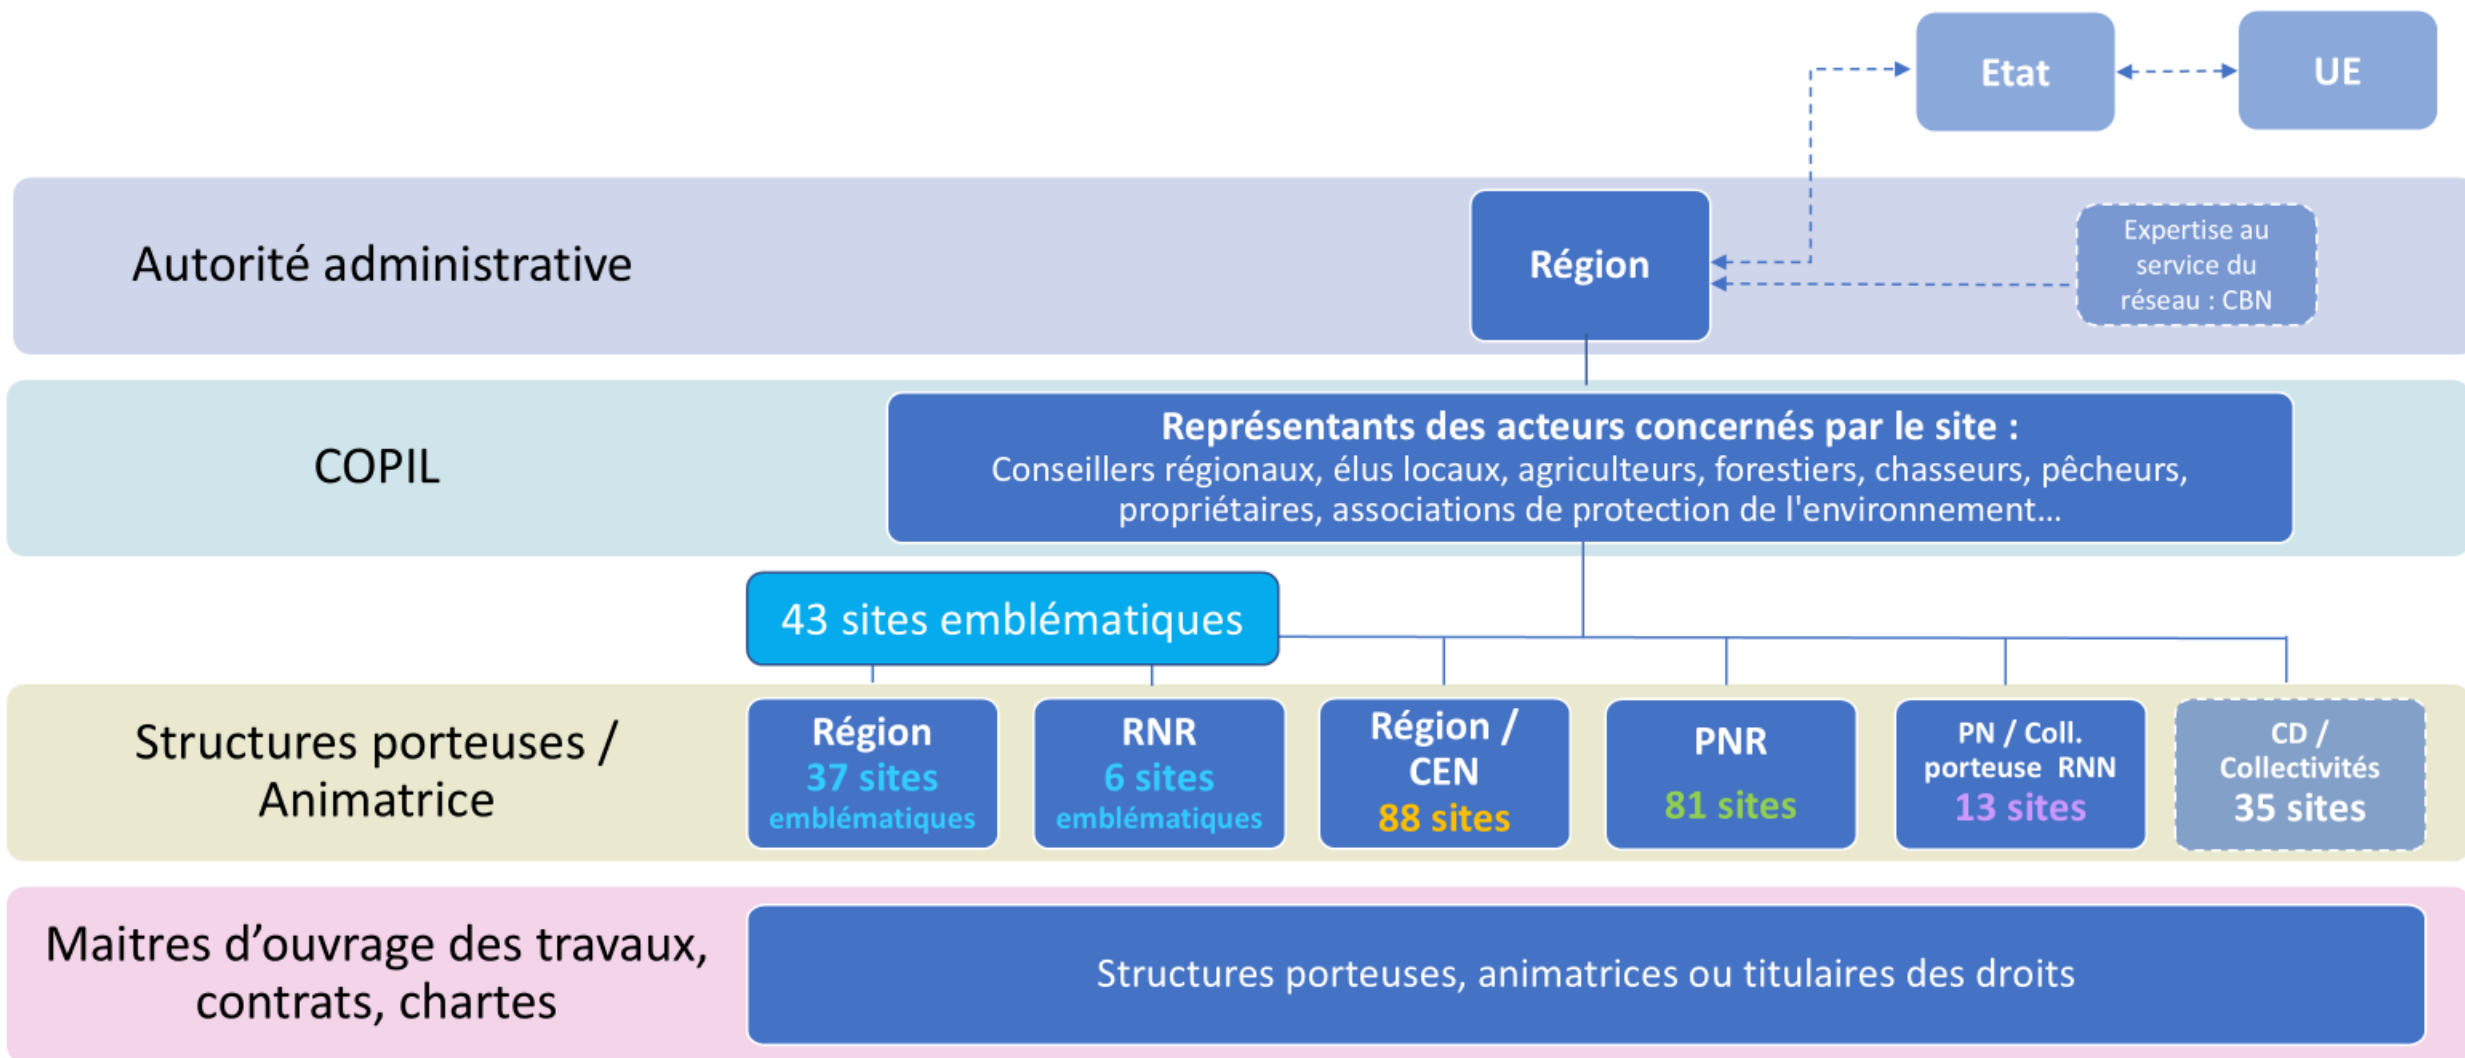 Etat
UE
Autorité administrative
Région
Expertise au
service du
réseau : CBN
COPIL
Représentants des acteurs concernés par le site :
Conseillers régionaux, élus locaux, agriculteurs, forestiers, chasseurs, pêcheurs,
propriétaires, associations de protection de l'environnement...
43 sites emblématiques
Structures porteuses /
Animatrice
Région
37 sites
emblématiques
RNR
6 sites
emblématiques
Région /
CEN
88 sites
PNR
81 sites
PN / Coll.
porteuse RNN
13 sites
CD /
Collectivités
35 sites
Maitres d’ouvrage des travaux,
contrats, chartes
Structures porteuses, animatrices ou titulaires des droits